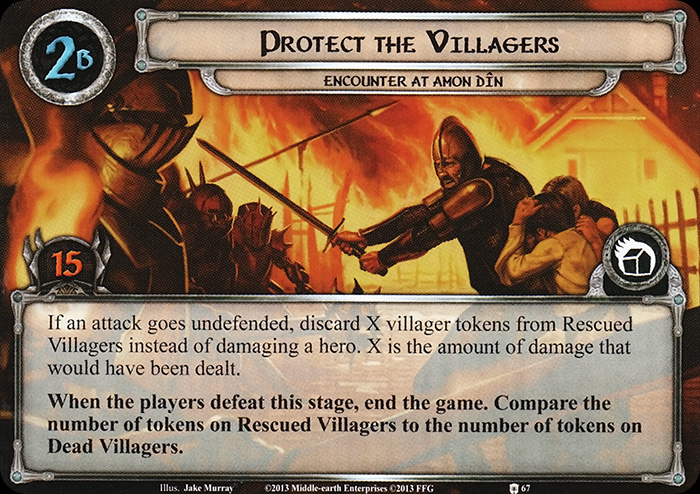 2B
PROTECT THE VILLAGERS
ENCOUNTER AT AMON DÎN
15
If an attack goes undefended, discard X villager tokens from Rescued
Villagers instead of damaging a hero. X is the amount of damage that
would have been dealt.
When the players defeat this stage, end the game. Compare the
number of tokens on Rescued Villagers to the number of tokens on
Dead Villagers.
Illus. Jake Murray ©2013 Middle-earth Enterprises ©2013 FFG 67